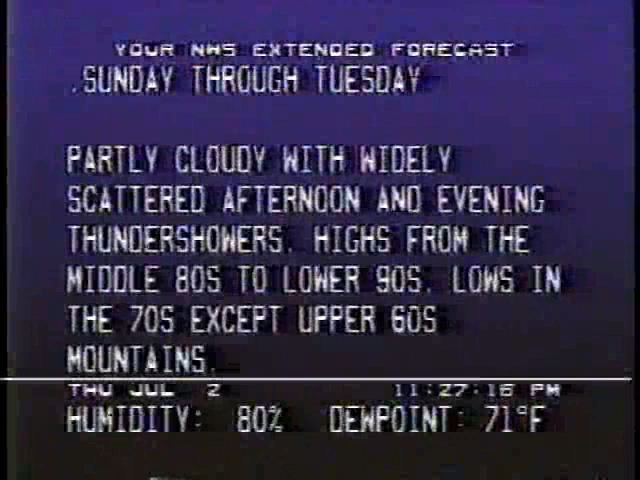 YOUR NWS EXTENDED FORECAST
.SUNDAY THROUGH TUESDAY
PARTLY CLOUDY WITH WIDELY
SCATTERED AFTERNOON AND EVENING
THUNDERSHOWERS. HIGHS FROM THE
MIDDLE 80S TO LOWER 90S. LOWS IN
THE 70S EXCEPT UPPER 60S
MOUNTAINS.
THU JUL 2 11:27:16 PM
HUMIDITY: 80% DEWPOINT: 71°F